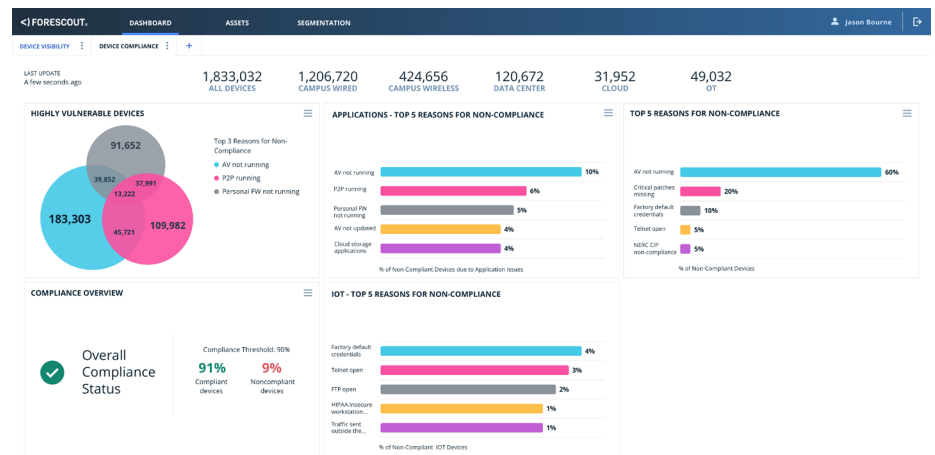 <) FORESCOUT.
DASHBOARD
ASSETS
SEGMENTATION
Jason Bourne
DEVICE VISIBILITY
DEVICE COMPLIANCE
+
LAST UPDATE
A few seconds ago
1,833,032
ALL DEVICES
1,206,720
CAMPUS WIRED
424,656
CAMPUS WIRELESS
120,672
DATA CENTER
31,952
CLOUD
49,032
OT
HIGHLY VULNERABLE DEVICES
91,652
39,852
37,991
13,222
183,303
109,982
45,721
Top 3 Reasons for Non-
Compliance
AV not running
P2P running
Personal FW not running
APPLICATIONS - TOP 5 REASONS FOR NON-COMPLIANCE
AV not running
10%
P2P running
6%
Personal FW
not running
5%
AV not updated
4%
Cloud storage
applications
4%
% of Non-Compliant Devices due to Application Issues
TOP 5 REASONS FOR NON-COMPLIANCE
AV not running
60%
Critical patches
missing
20%
Factory default
credentials
10%
Telnet open
5%
NERC CIP
non-compliance
5%
% of Non-Compliant Devices
COMPLIANCE OVERVIEW
Overall
Compliance
Status
Compliance Threshold: 90%
91%
Compliant
devices
9%
Noncompliant
devices
IOT - TOP 5 REASONS FOR NON-COMPLIANCE
Factory default
credentials
4%
Telnet open
3%
FTP open
2%
HIPAA:Insecure
workstation...
1%
Traffic sent
outside the...
1%
% of Non-Compliant IOT Devices